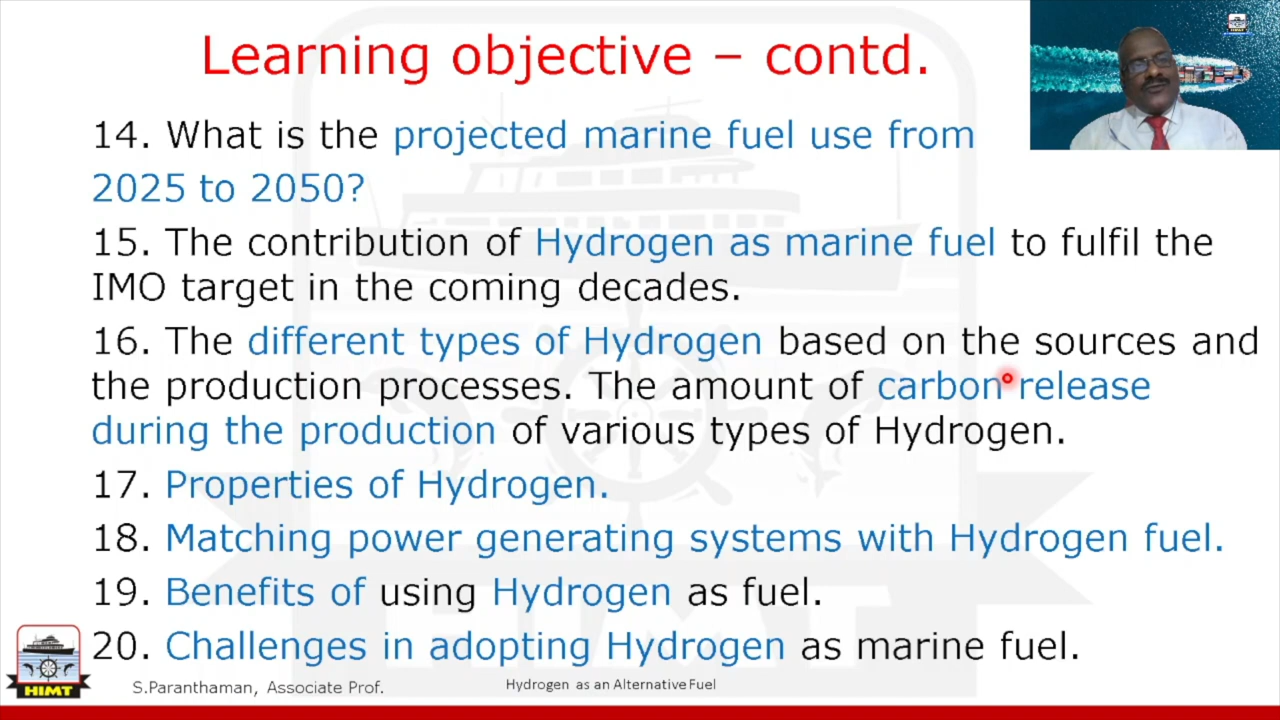 Learning objective – contd.
14. What is the projected marine fuel use from
2025 to 2050?
15. The contribution of Hydrogen as marine fuel to fulfil the
IMO target in the coming decades.
16. The different types of Hydrogen based on the sources and
the production processes. The amount of carbon release
during the production of various types of Hydrogen.
17. Properties of Hydrogen.
18. Matching power generating systems with Hydrogen fuel.
19. Benefits of using Hydrogen as fuel.
20. Challenges in adopting Hydrogen as marine fuel.
HIMT
S.Paranthaman, Associate Prof.
Hydrogen as an Alternative Fuel
HIMT
HIMT